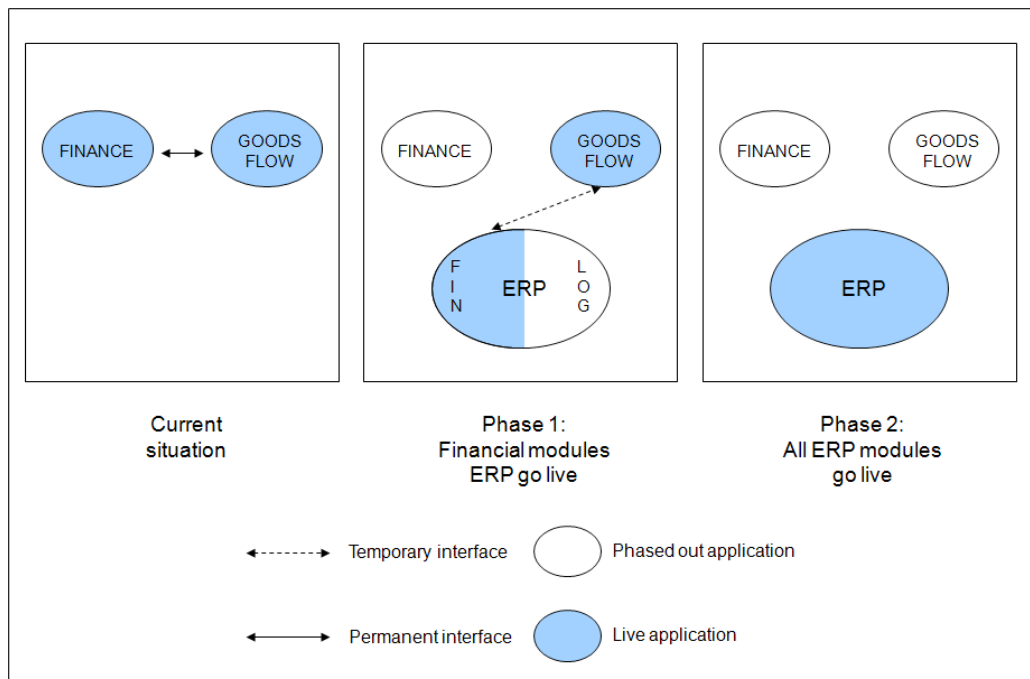 FINANCE
GOODS
FLOW
FINANCE
GOODS
FLOW
F
I
N
ERP
L
O
G
FINANCE
GOODS
FLOW
ERP
Current
situation
Phase 1:
Financial modules
ERP go live
Phase 2:
All ERP modules
go live
Temporary interface
Phased out application
Permanent interface
Live application